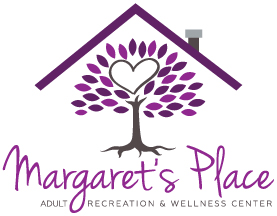 Margaret's Place
ADULT RECREATION & WELLNESS CENTER